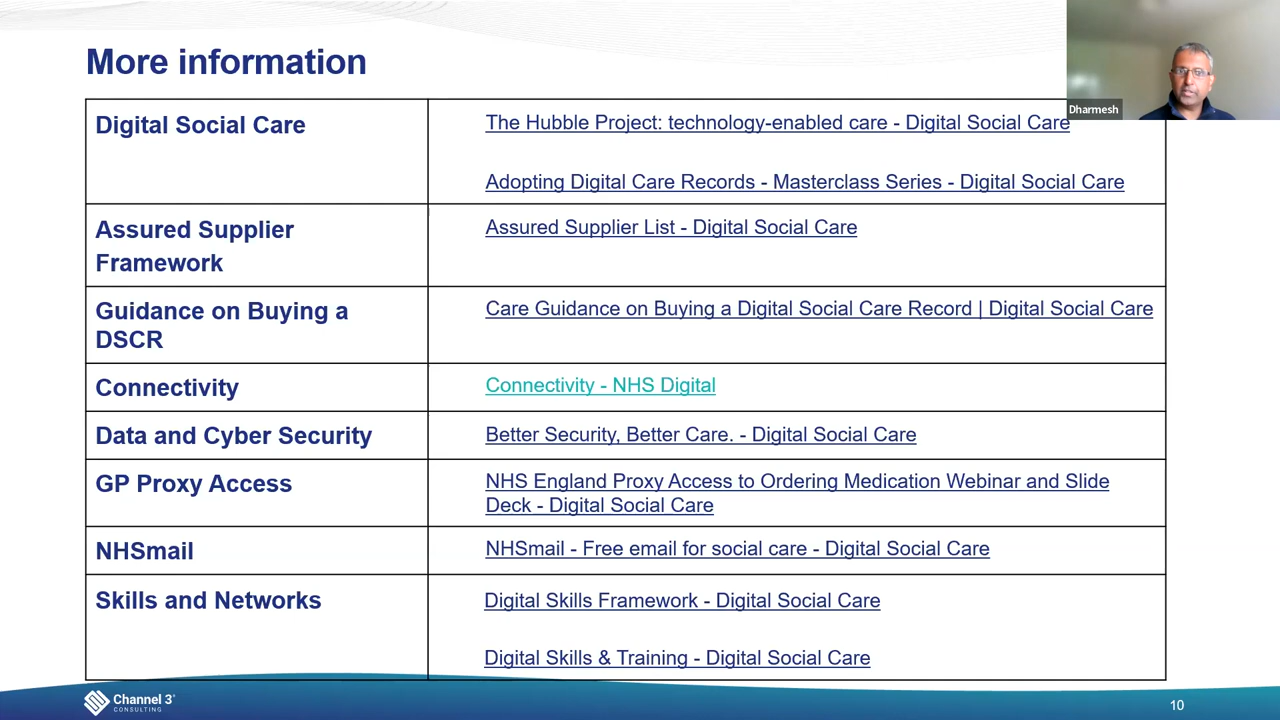 More information
Dharmesh
Digital Social Care
The Hubble Project: technology-enabled care - Digital Social Care
Adopting Digital Care Records - Masterclass Series - Digital Social Care
Assured Supplier
Framework
Assured Supplier List - Digital Social Care
Guidance on Buying a
DSCR
Care Guidance on Buying a Digital Social Care Record | Digital Social Care
Connectivity
Connectivity - NHS Digital
Data and Cyber Security
Better Security, Better Care. - Digital Social Care
GP Proxy Access
NHS England Proxy Access to Ordering Medication Webinar and Slide
Deck - Digital Social Care
NHSmail
NHSmail - Free email for social care - Digital Social Care
Skills and Networks
Digital Skills Framework - Digital Social Care
Digital Skills & Training - Digital Social Care
Channel 3
CONSULTING
10